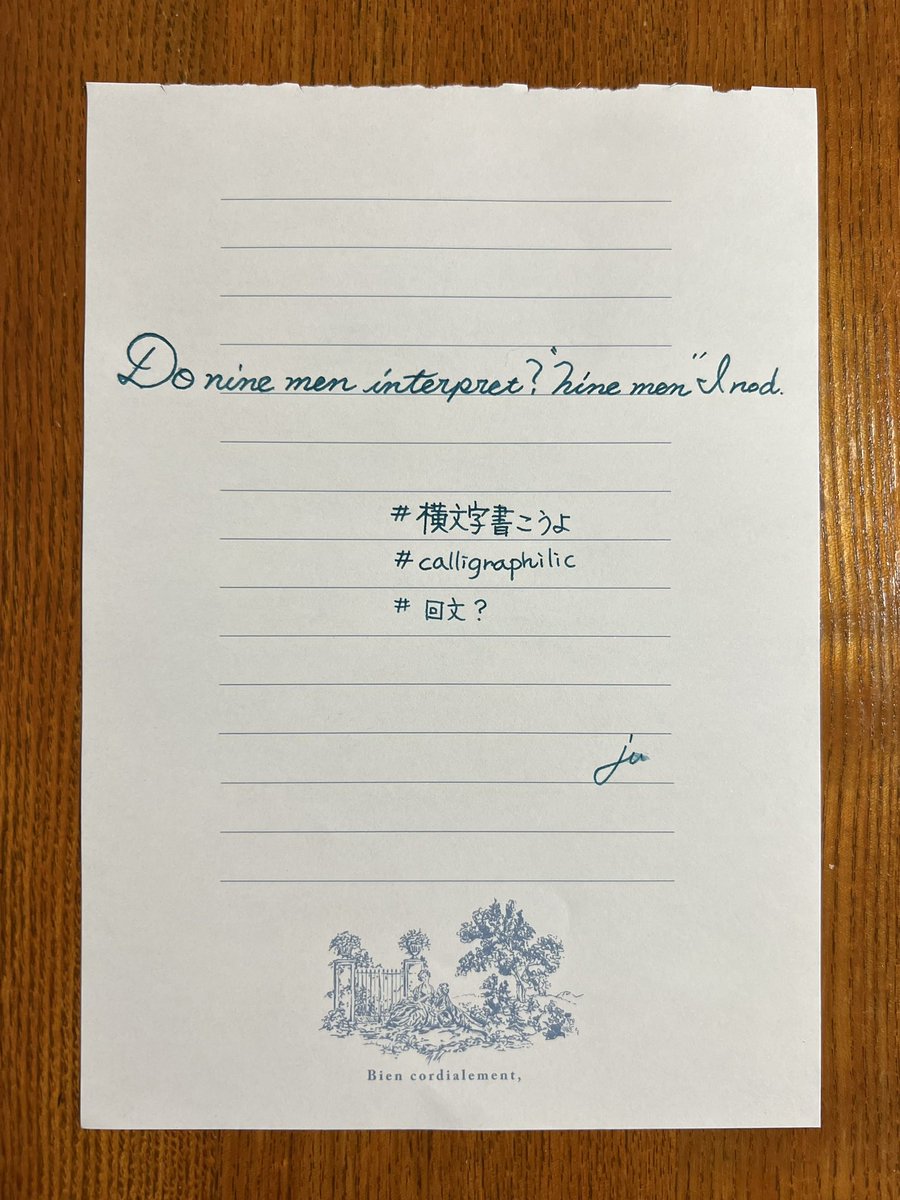 Do nine men interpret? "nine men" I nod.
#横文字書こうよ
#calligraphilic
#回文？
ju
Bien cordialement,